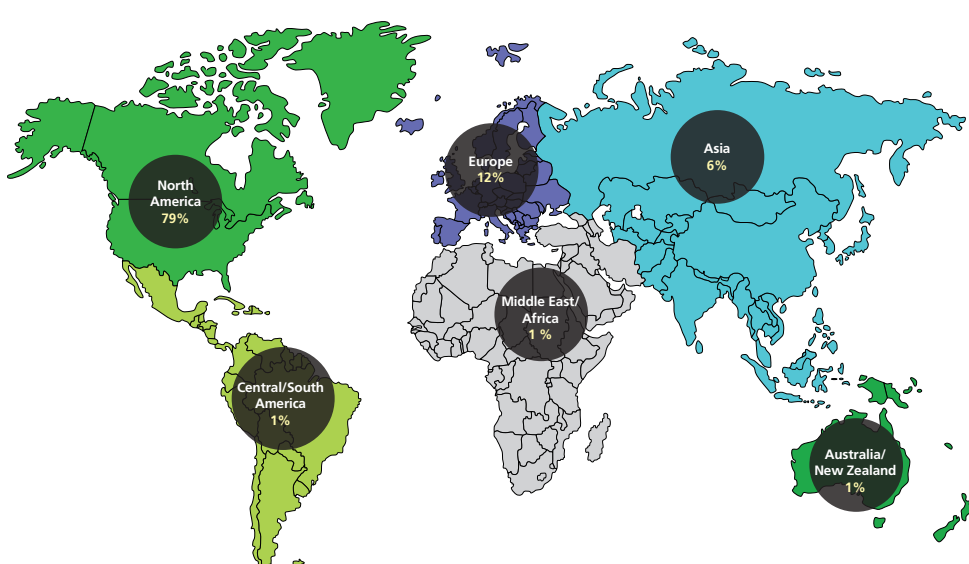 North
America
79%
Europe
12%
Asia
6%
Middle East/
Africa
1 %
Central/South
America
1%
Australia/
New Zealand
1%